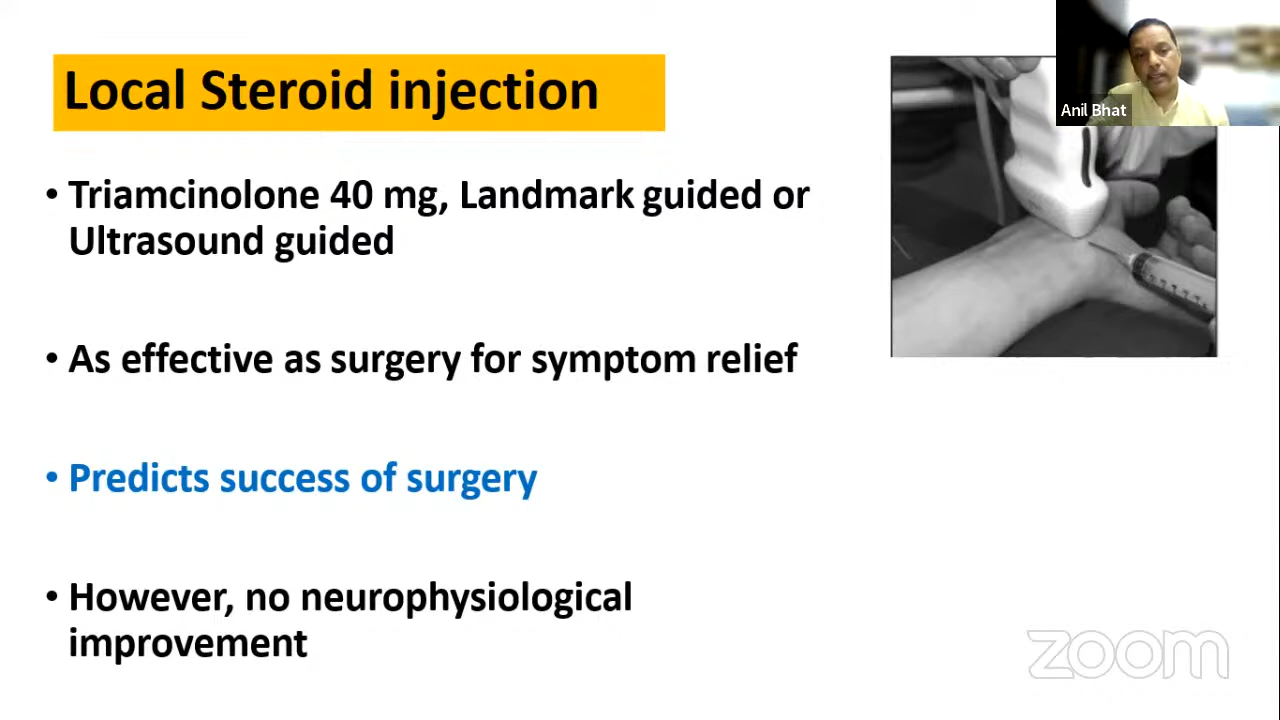 Local Steroid injection
Anil Bhat
• Triamcinolone 40 mg, Landmark guided or
Ultrasound guided
• As effective as surgery for symptom relief
• Predicts success of surgery
• However, no neurophysiological
improvement
zoom